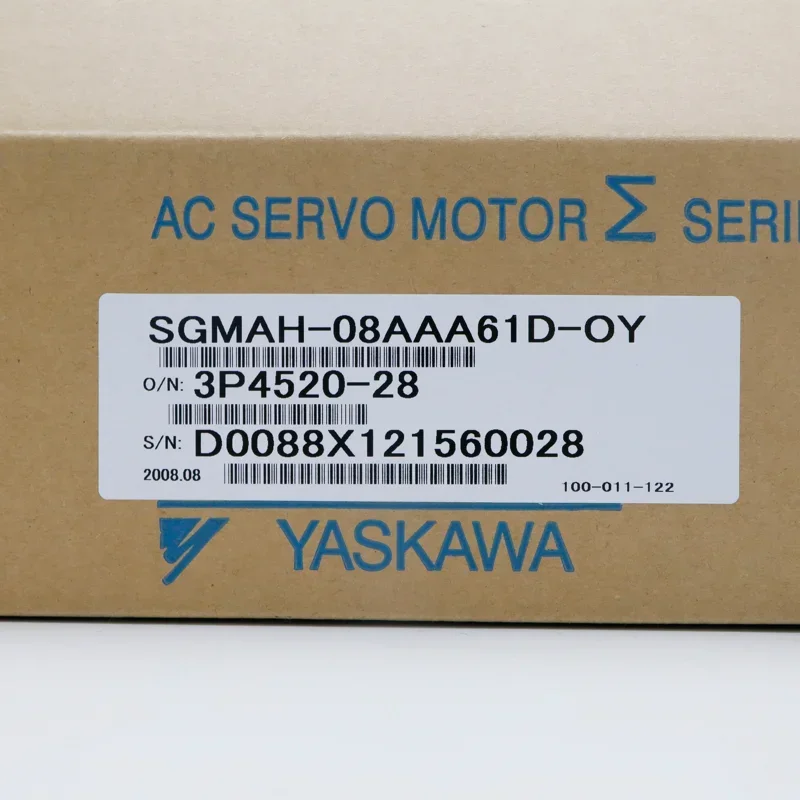 AC SERVO MOTOR Σ SERI
SGMAH-08AAA61D-OY
O/N: 3P4520-28
S/N: D0088X121560028
2008.08
100-011-122
YASKAWA